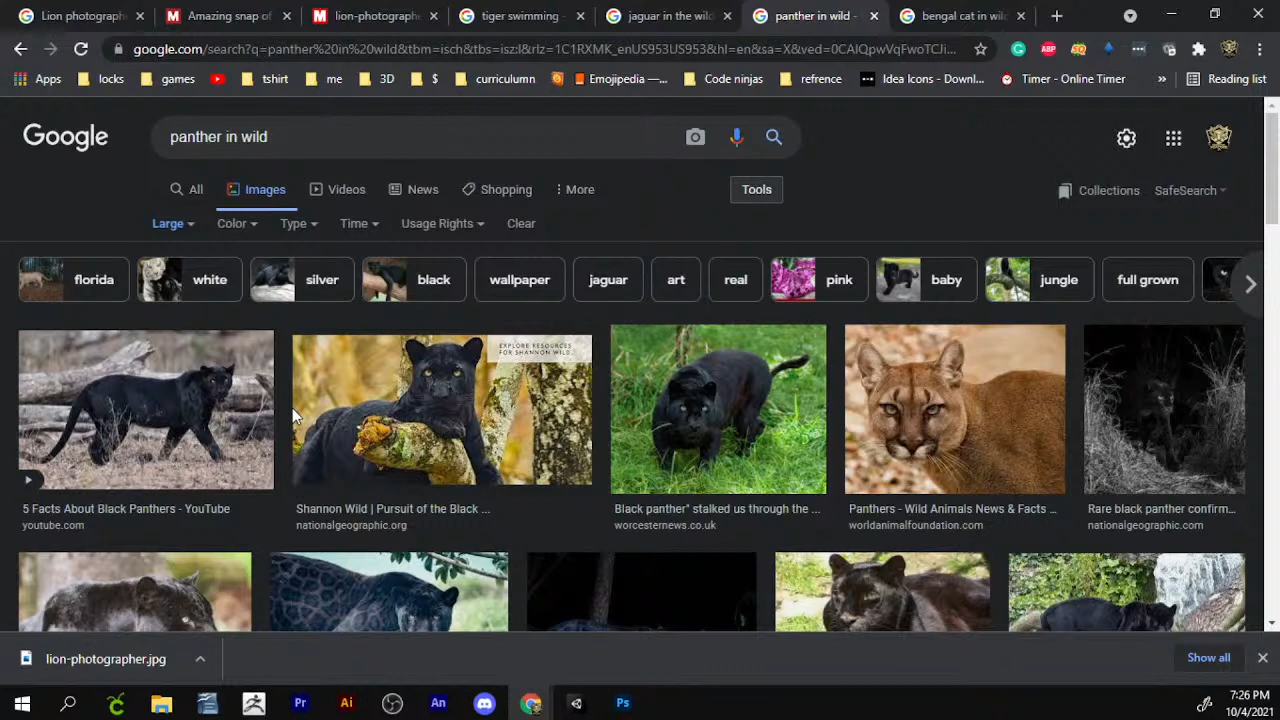 Lion photograph
Amazing snap of
lion-photographe
tiger swimming -
jaguar in the wild
panther in wild -
bengal cat in wild
google.com/search?q=panther%20in%20wild&tbm=isch&tbs=isz:l&rlz=1C1RXMK_enUS953US953&hl=en&sa=X&ved=0CAIQpwVqFwoTCJi...
Apps
locks
games
tshirt
me
3D
$
curriculumn
Emojipedia —...
Code ninjas
refrence
Idea Icons - Downl...
Timer - Online Timer
»
Reading list
Google
panther in wild
All
Images
Videos
News
Shopping
More
Tools
Collections
SafeSearch
Large
Color
Type
Time
Usage Rights
Clear
florida
white
silver
black
wallpaper
jaguar
art
real
pink
baby
jungle
full grown
EXPLORE RESOURCES
FOR SHANNON WILD...
5 Facts About Black Panthers - YouTube
youtube.com
Shannon Wild | Pursuit of the Black ...
nationalgeographic.org
Black panther" stalked us through the ...
worcesternews.co.uk
Panthers - Wild Animals News & Facts ...
worldanimalfoundation.com
Rare black panther confirm...
nationalgeographic.com
lion-photographer.jpg
Show all
Pr
Ai
An
Ps
7:26 PM
10/4/2021